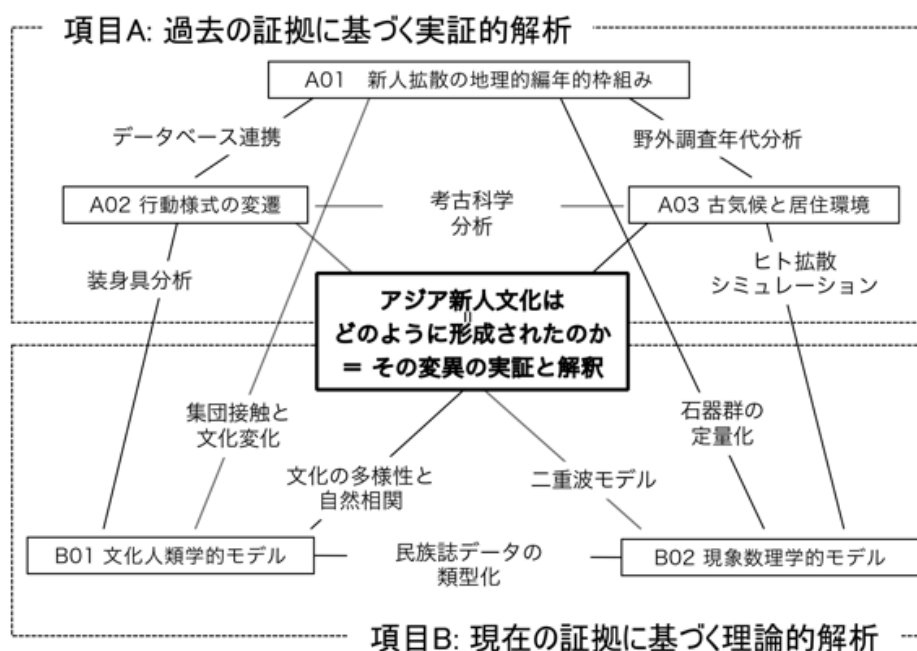 項目A: 過去の証拠に基づく実証的解析
A01 新人拡散の地理的編年的枠組み
データベース連携
野外調査年代分析
A02 行動様式の変遷
考古科学
分析
A03 古気候と居住環境
装身具分析
ヒト拡散
シミュレーション
アジア新人文化は
どのように形成されたのか
= その変異の実証と解釈
集団接触と
文化変化
石器群の
定量化
文化の多様性と
自然相関
二重波モデル
B01 文化人類学的モデル
民族誌データの
類型化
B02 現象数理学的モデル
項目B: 現在の証拠に基づく理論的解析